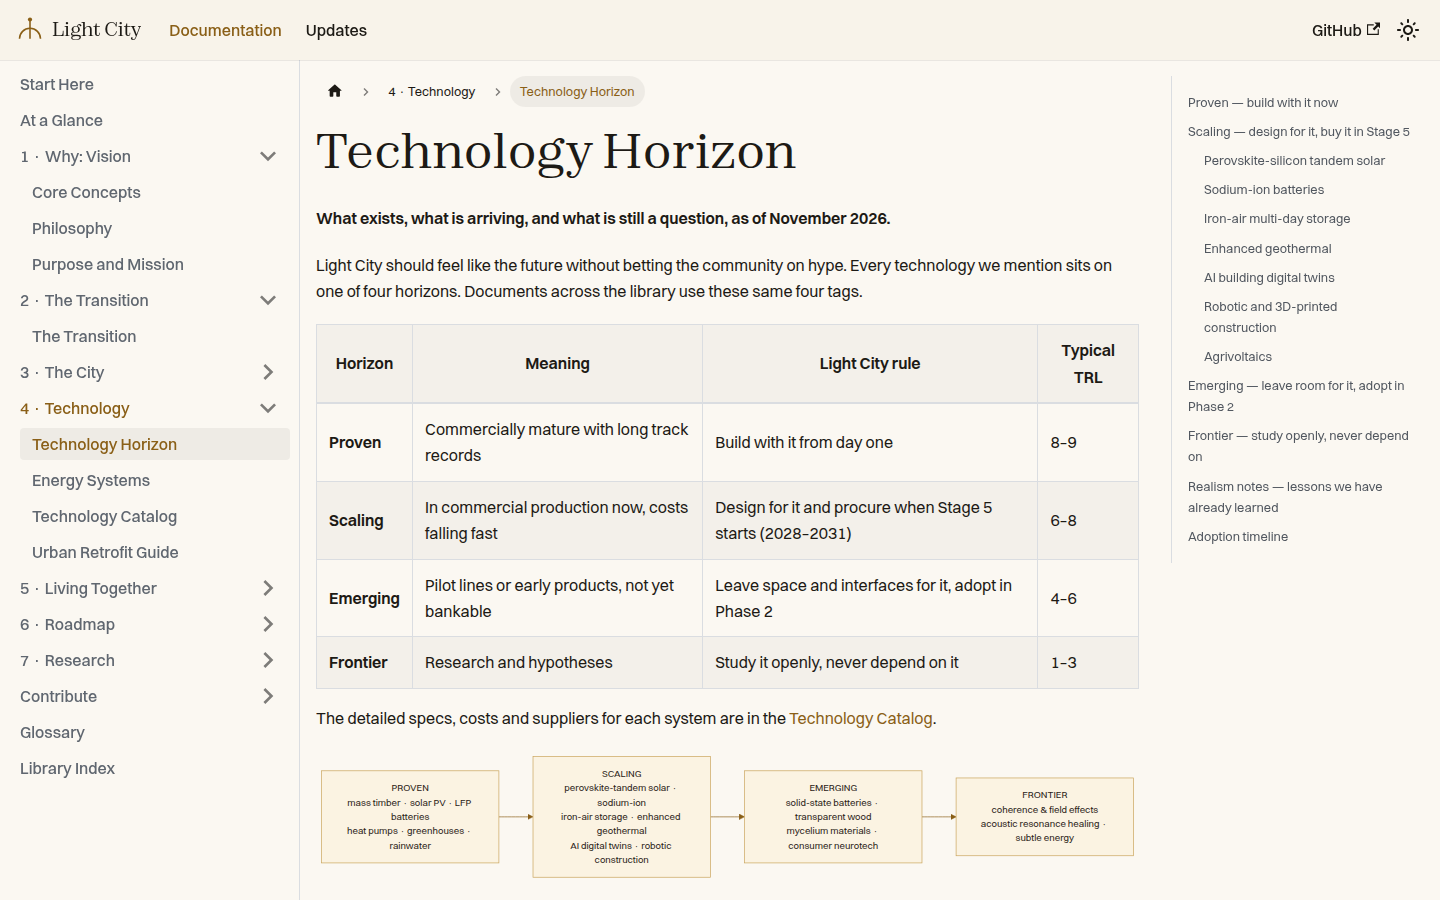 Light City
Documentation
Updates
GitHub
Start Here
At a Glance
1 · Why: Vision
Core Concepts
Philosophy
Purpose and Mission
2 · The Transition
The Transition
3 · The City
4 · Technology
Technology Horizon
Energy Systems
Technology Catalog
Urban Retrofit Guide
5 · Living Together
6 · Roadmap
7 · Research
Contribute
Glossary
Library Index
4 · Technology
Technology Horizon
Technology Horizon
What exists, what is arriving, and what is still a question, as of November 2026.
Light City should feel like the future without betting the community on hype. Every technology we mention sits on
one of four horizons. Documents across the library use these same four tags.
Horizon
Meaning
Light City rule
Typical
TRL
Proven
Commercially mature with long track
records
Build with it from day one
8–9
Scaling
In commercial production now, costs
falling fast
Design for it and procure when Stage 5
starts (2028–2031)
6–8
Emerging
Pilot lines or early products, not yet
bankable
Leave space and interfaces for it, adopt in
Phase 2
4–6
Frontier
Research and hypotheses
Study it openly, never depend on it
1–3
The detailed specs, costs and suppliers for each system are in the Technology Catalog.
PROVEN
mass timber · solar PV · LFP
batteries
heat pumps · greenhouses ·
rainwater
SCALING
perovskite-tandem solar ·
sodium-ion
iron-air storage · enhanced
geothermal
AI digital twins · robotic
construction
EMERGING
solid-state batteries ·
transparent wood
mycelium materials ·
consumer neurotech
FRONTIER
coherence & field effects
acoustic resonance healing ·
subtle energy
Proven — build with it now
Scaling — design for it, buy it in Stage 5
Perovskite-silicon tandem solar
Sodium-ion batteries
Iron-air multi-day storage
Enhanced geothermal
AI building digital twins
Robotic and 3D-printed
construction
Agrivoltaics
Emerging — leave room for it, adopt in
Phase 2
Frontier — study openly, never depend
on
Realism notes — lessons we have
already learned
Adoption timeline